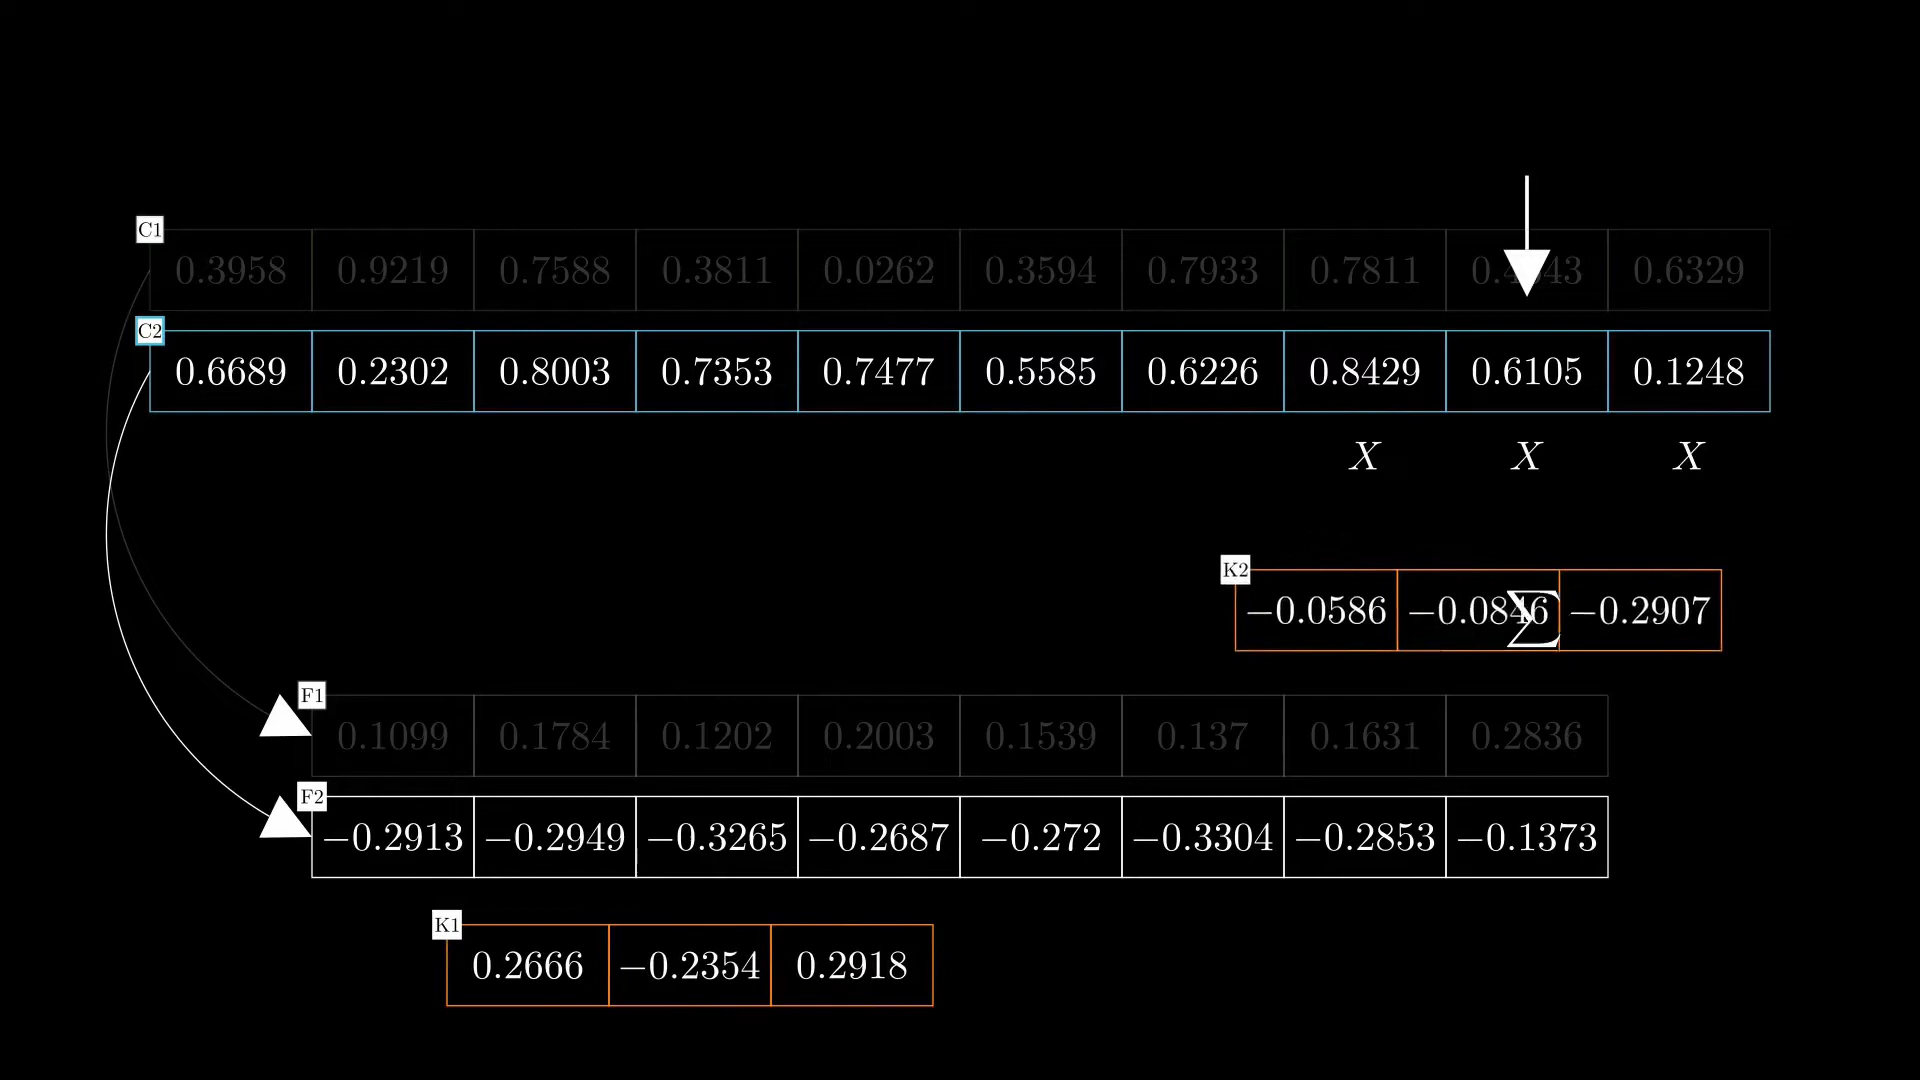 C1
0.3958 0.9219 0.7588 0.3811 0.0262 0.3594 0.7933 0.7811 0.6329
C2
0.6689 0.2302 0.8003 0.7353 0.7477 0.5585 0.6226 0.8429 0.6105 0.1248
X X X
K2
−0.0586 −0.0846 ∑ −0.2907
F1
0.1099 0.1784 0.1202 0.2003 0.1539 0.137 0.1631 0.2836
F2
−0.2913 −0.2949 −0.3265 −0.2687 −0.272 −0.3304 −0.2853 −0.1373
K1
0.2666 −0.2354 0.2918